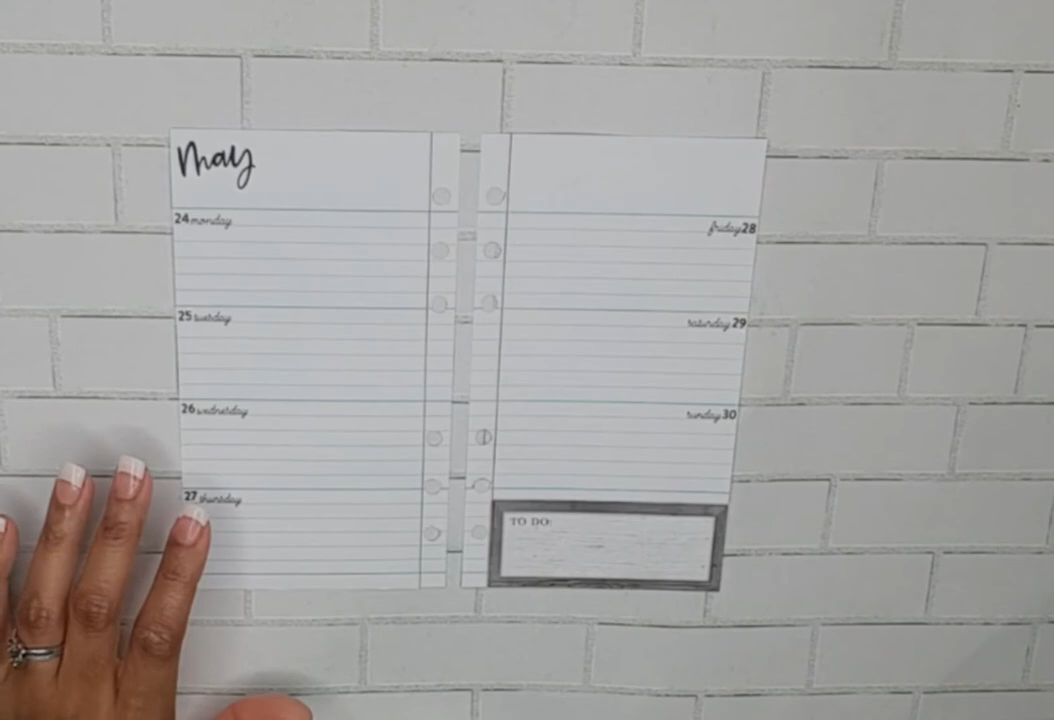 May
24 monday
25 tuesday
26 wednesday
27 thursday
friday 28
saturday 29
sunday 30
TO DO: